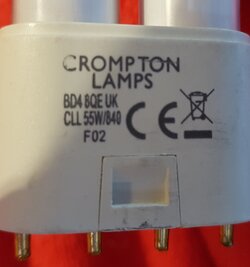 CROMPTON
LAMPS
BD4 8QE UK
CLL 55W/840
F02
CE